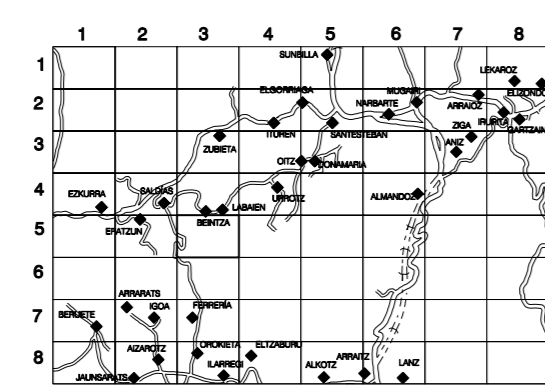 1 2 3 4 5 6 7 8
1
SUNBILLA
LEKAROZ
ELIZONDO
2
ELGORRIAGA
NARBARTE
MUGAIRI
ARRAIOZ
IRURITA
GARTZAIN
ITUREN
SANTESTEBAN
ZIGA
3
ZUBIETA
ANIZ
OITZ
DONAMARIA
4
EZKURRA
SALDIAS
URROTZ
ALMANDOZ
LABAIEN
BEINTZA
5
ERATZUN
6
7
ARRARATS
IGOA
FERRERÍA
BERUETE
8
AIZAROTZ
OROKIETA
ELTZABURU
ILARREGI
ARRAITZ
JAUNSARATS
ALKOTZ
LANZ